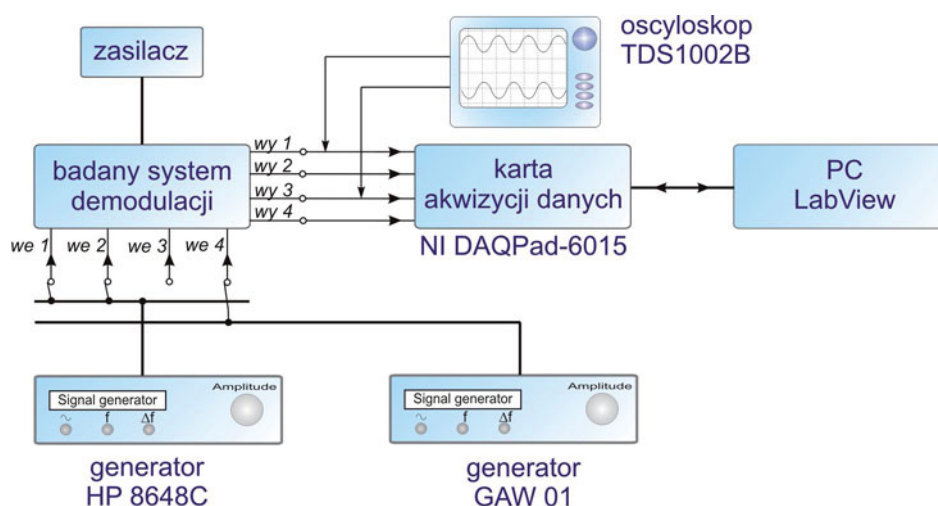 zasilacz
oscyloskop
TDS1002B
badany system
demodulacji
wy 1
wy 2
wy 3
wy 4
karta
akwizycji danych
NI DAQPad-6015
PC
LabView
we 1
we 2
we 3
we 4
Amplitude
Signal generator
~ f Δf
generator
HP 8648C
Amplitude
Signal generator
~ f Δf
generator
GAW 01